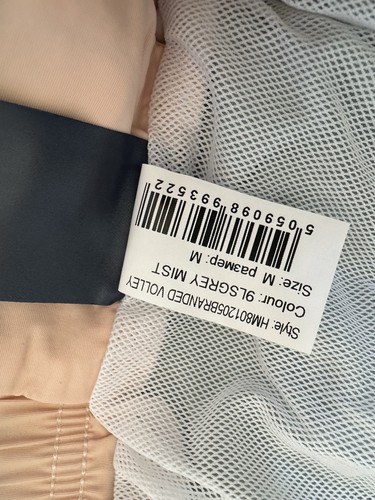 Style: HM801205BRANDED VOLLEY
Colour: 9LSGREY MIST
Size: M размер: M
5 059098 993522